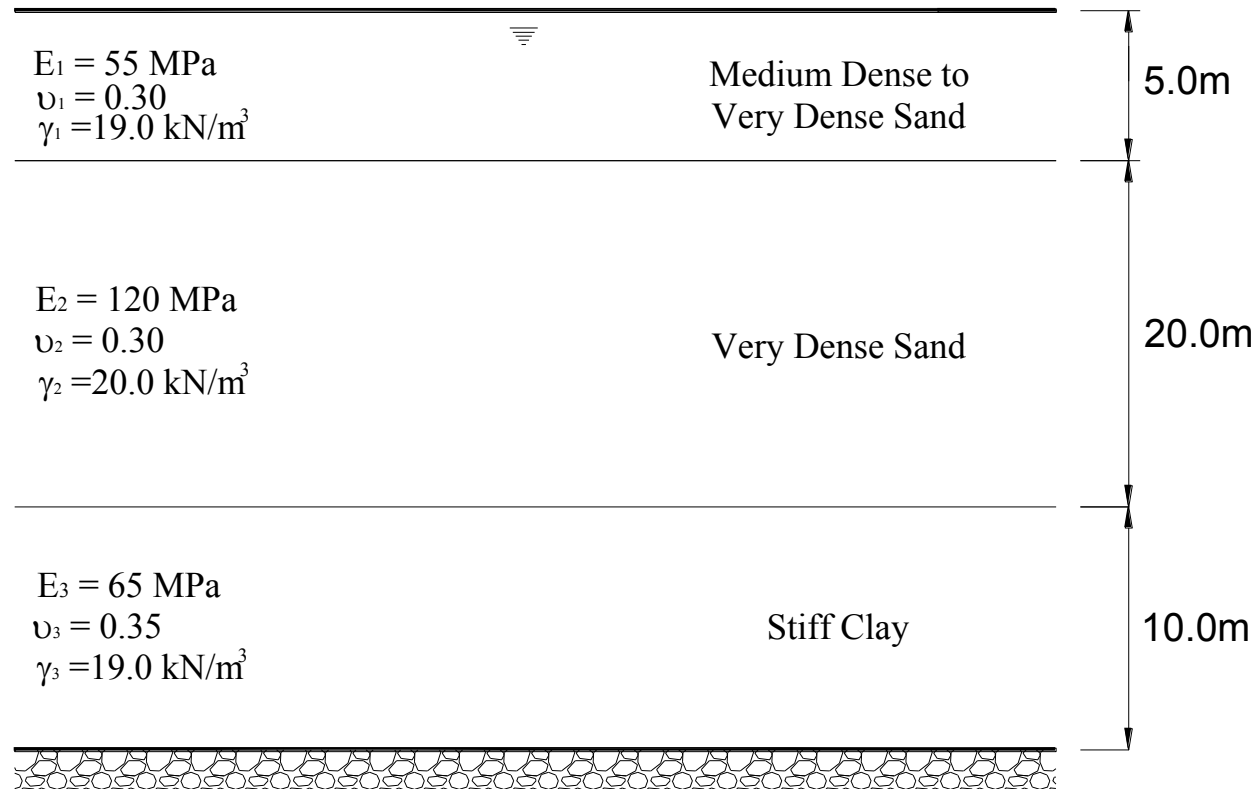 E₁ = 55 MPa
υ₁ = 0.30
γ₁ =19.0 kN/m³
Medium Dense to
Very Dense Sand
5.0m
E₂ = 120 MPa
υ₂ = 0.30
γ₂ =20.0 kN/m³
Very Dense Sand
20.0m
E₃ = 65 MPa
υ₃ = 0.35
γ₃ =19.0 kN/m³
Stiff Clay
10.0m